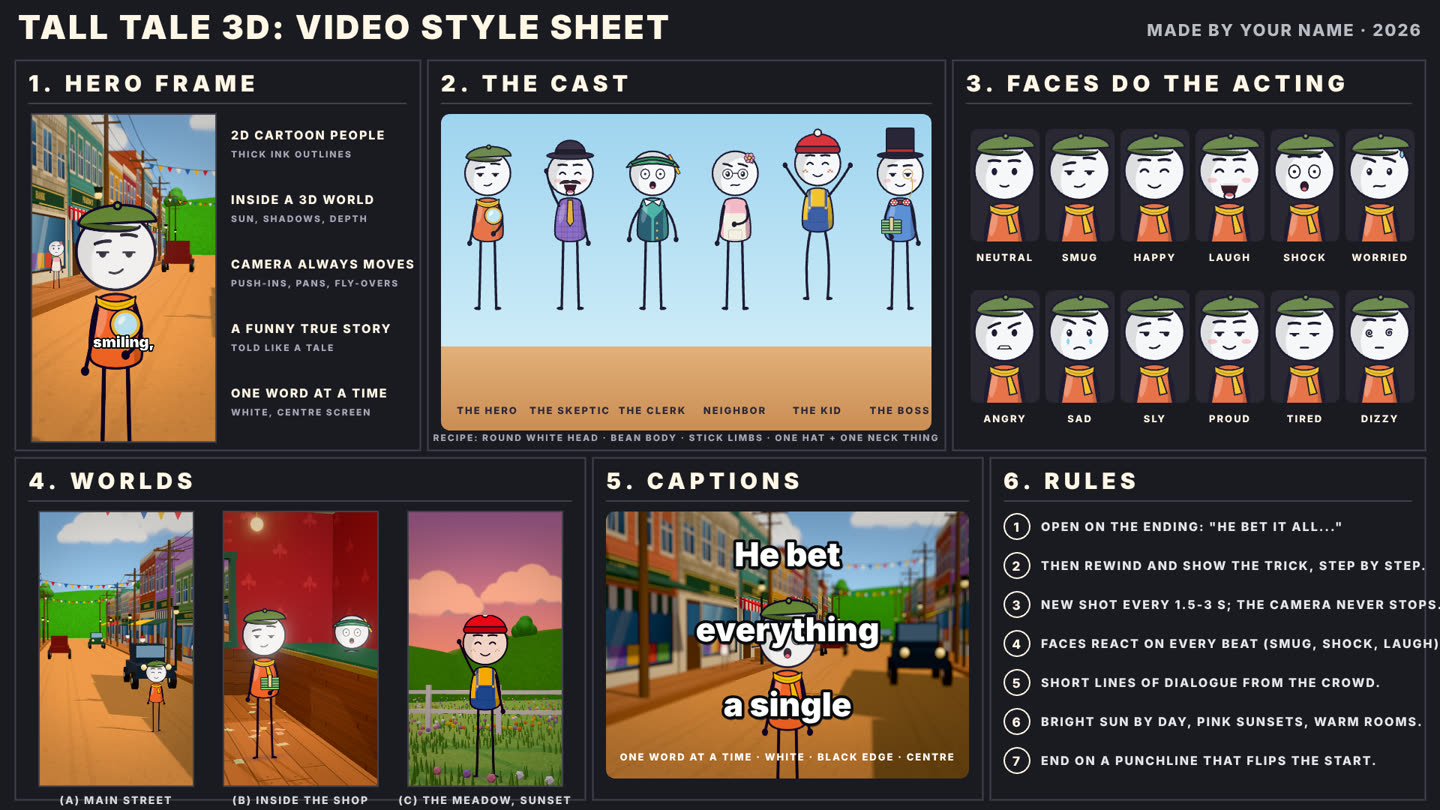 TALL TALE 3D: VIDEO STYLE SHEET
MADE BY YOUR NAME · 2026
1. HERO FRAME
smiling,
2D CARTOON PEOPLE
THICK INK OUTLINES
INSIDE A 3D WORLD
SUN, SHADOWS, DEPTH
CAMERA ALWAYS MOVES
PUSH-INS, PANS, FLY-OVERS
A FUNNY TRUE STORY
TOLD LIKE A TALE
ONE WORD AT A TIME
WHITE, CENTRE SCREEN
2. THE CAST
THE HERO THE SKEPTIC THE CLERK NEIGHBOR THE KID THE BOSS
RECIPE: ROUND WHITE HEAD · BEAN BODY · STICK LIMBS · ONE HAT + ONE NECK THING
3. FACES DO THE ACTING
NEUTRAL SMUG HAPPY LAUGH SHOCK WORRIED
ANGRY SAD SLY PROUD TIRED DIZZY
4. WORLDS
(A) MAIN STREET
(B) INSIDE THE SHOP
(C) THE MEADOW, SUNSET
5. CAPTIONS
He bet
everything
a single
ONE WORD AT A TIME · WHITE · BLACK EDGE · CENTRE
6. RULES
1 OPEN ON THE ENDING: "HE BET IT ALL..."
2 THEN REWIND AND SHOW THE TRICK, STEP BY STEP.
3 NEW SHOT EVERY 1.5-3 S; THE CAMERA NEVER STOPS.
4 FACES REACT ON EVERY BEAT (SMUG, SHOCK, LAUGH)
5 SHORT LINES OF DIALOGUE FROM THE CROWD.
6 BRIGHT SUN BY DAY, PINK SUNSETS, WARM ROOMS.
7 END ON A PUNCHLINE THAT FLIPS THE START.